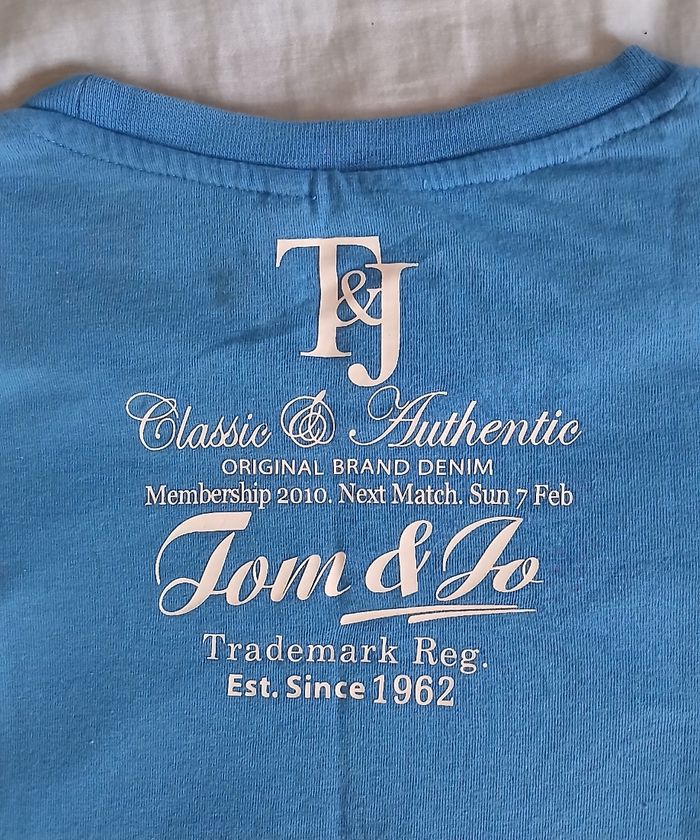 T&J
Classic & Authentic
ORIGINAL BRAND DENIM
Membership 2010. Next Match. Sun 7 Feb
Tom & Jo
Trademark Reg.
Est. Since 1962